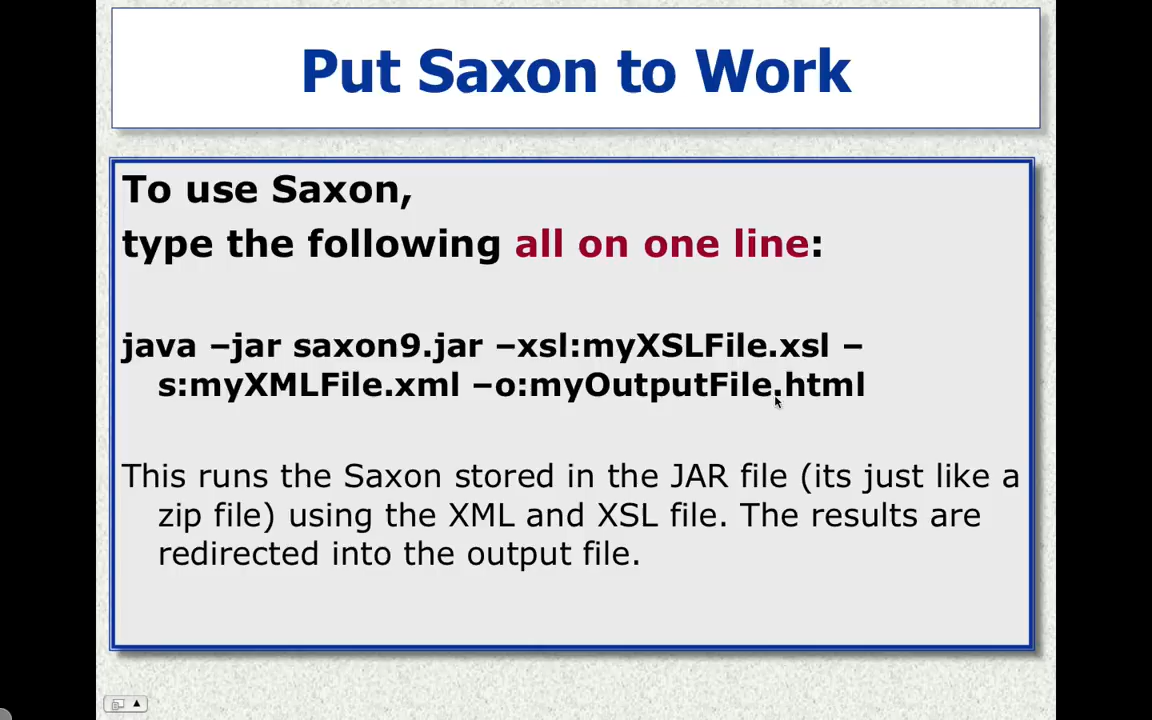 Put Saxon to Work
To use Saxon,
type the following all on one line:
java –jar saxon9.jar –xsl:myXSLFile.xsl –
s:myXMLFile.xml –o:myOutputFile.html
This runs the Saxon stored in the JAR file (its just like a
zip file) using the XML and XSL file. The results are
redirected into the output file.